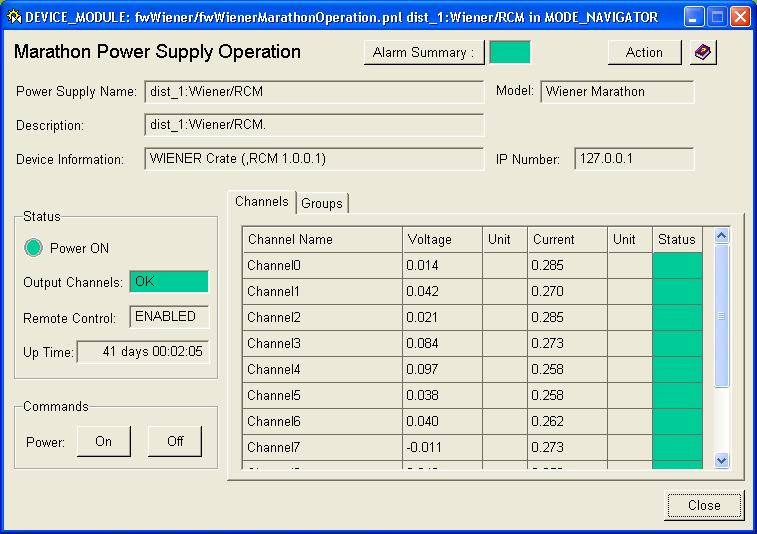 DEVICE_MODULE: fwWiener/fwWienerMarathonOperation.pnl dist_1:Wiener/RCM in MODE_NAVIGATOR
Marathon Power Supply Operation Alarm Summary : Action
Power Supply Name: dist_1:Wiener/RCM Model: Wiener Marathon
Description: dist_1:Wiener/RCM.
Device Information: WIENER Crate (,RCM 1.0.0.1) IP Number: 127.0.0.1
Status
Power ON
Output Channels: OK
Remote Control: ENABLED
Up Time: 41 days 00:02:05
Commands
Power: On Off
Channels Groups
Channel Name Voltage Unit Current Unit Status
Channel0 0.014 0.285
Channel1 0.042 0.270
Channel2 0.021 0.285
Channel3 0.084 0.273
Channel4 0.097 0.258
Channel5 0.038 0.258
Channel6 0.040 0.262
Channel7 -0.011 0.273
Close